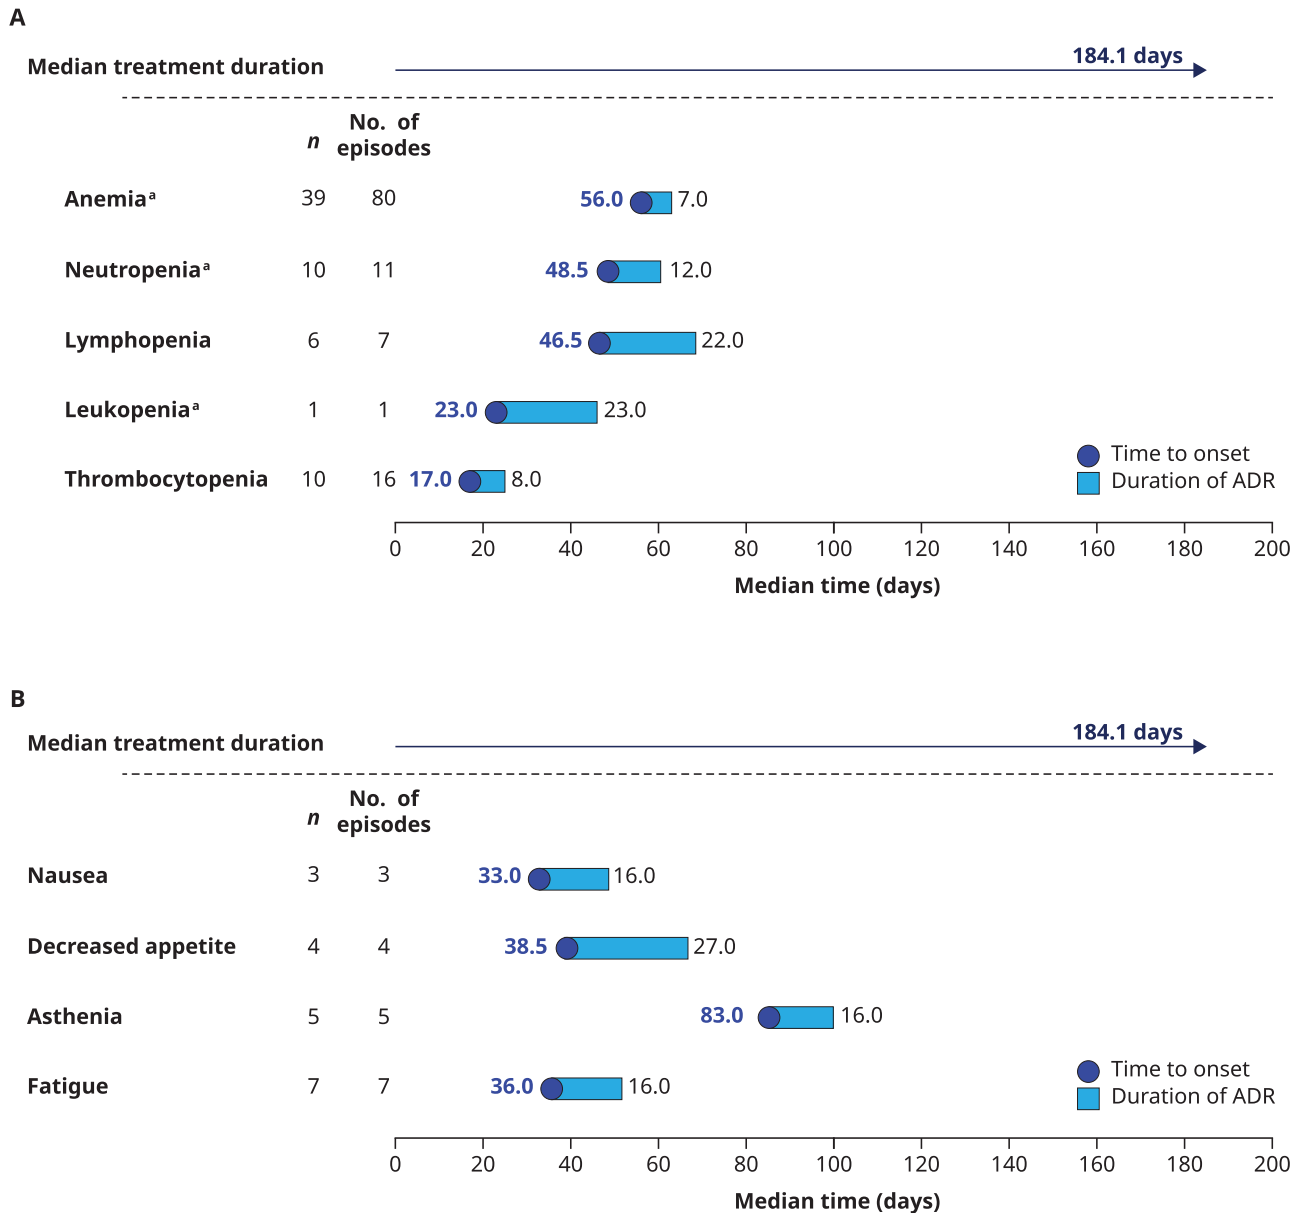 A
184.1 days
Median treatment duration
n
No. of
episodes
Anemiaᵃ 39 80 56.0 7.0
Neutropeniaᵃ 10 11 48.5 12.0
Lymphopenia 6 7 46.5 22.0
Leukopeniaᵃ 1 1 23.0 23.0
Time to onset
Thrombocytopenia 10 16 17.0 8.0
Duration of ADR
0 20 40 60 80 100 120 140 160 180 200
Median time (days)
B
184.1 days
Median treatment duration
n
No. of
episodes
Nausea 3 3 33.0 16.0
Decreased appetite 4 4 38.5 27.0
Asthenia 5 5 83.0 16.0
Time to onset
Fatigue 7 7 36.0 16.0
Duration of ADR
0 20 40 60 80 100 120 140 160 180 200
Median time (days)